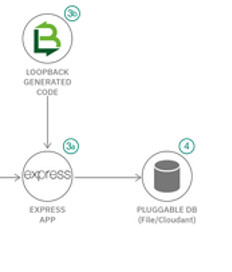 3b
LOOPBACK
GENERATED
CODE
3a
4
express
EXPRESS
APP
PLUGGABLE DB
(File/Cloudant)